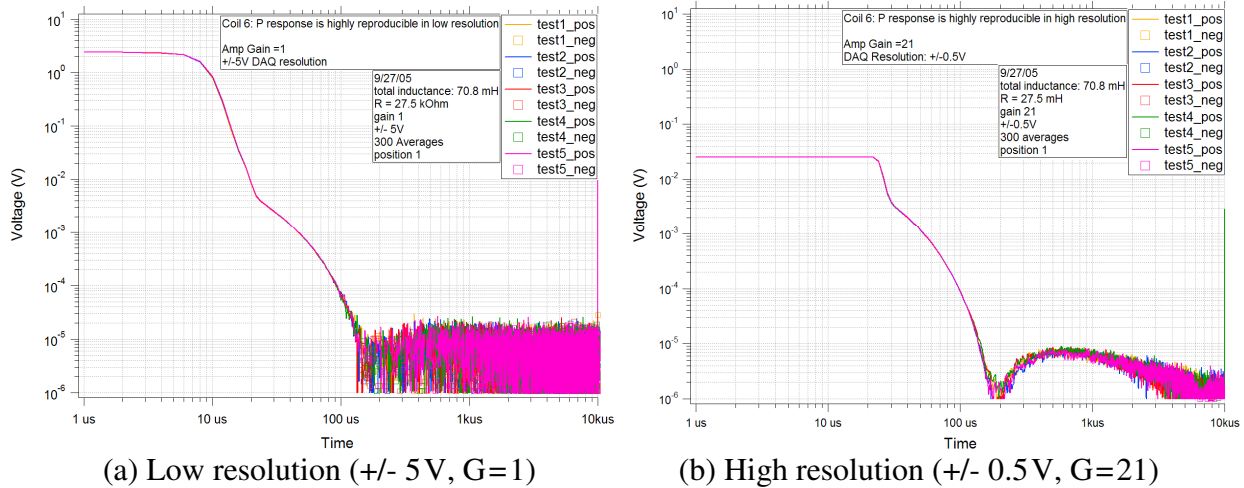 Coil 6: P response is highly reproducible in low resolution
Amp Gain =1
+/-5V DAQ resolution
9/27/05
total inductance: 70.8 mH
R = 27.5 kOhm
gain 1
+/- 5V
300 Averages
position 1
test1_pos
test1_neg
test2_pos
test2_neg
test3_pos
test3_neg
test4_pos
test4_neg
test5_pos
test5_neg
Voltage (V)
10^1
10^0
10^-1
10^-2
10^-3
10^-4
10^-5
10^-6
1 us
10 us
100 us
1kus
10kus
Time
(a) Low resolution (+/- 5V, G=1)
Coil 6: P response is highly reproducible in high resolution
Amp Gain =21
DAQ Resolution: +/-0.5V
9/27/05
total inductance: 70.8 mH
R = 27.5 mH
gain 21
+/-0.5V
300 Averages
position 1
test1_pos
test1_neg
test2_pos
test2_neg
test3_pos
test3_neg
test4_pos
test4_neg
test5_pos
test5_neg
Voltage (V)
10^1
10^0
10^-1
10^-2
10^-3
10^-4
10^-5
10^-6
1 us
10 us
100 us
1kus
10kus
Time
(b) High resolution (+/- 0.5V, G=21)